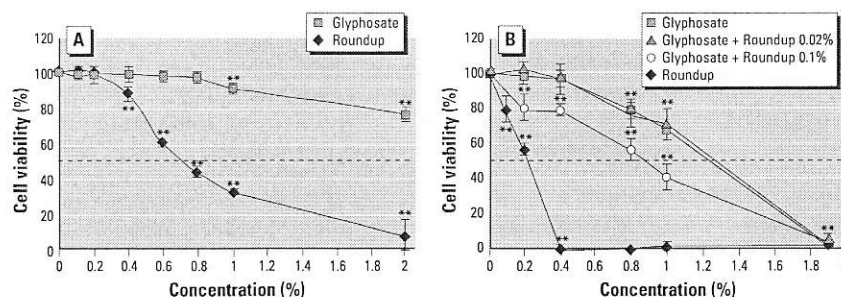 A
Glyphosate
Roundup
120
100
80
60
40
20
0
Cell viability (%)
**
**
**
**
**
**
**
0 0.2 0.4 0.6 0.8 1 1.2 1.4 1.6 1.8 2
Concentration (%)
B
Glyphosate
Glyphosate + Roundup 0.02%
Glyphosate + Roundup 0.1%
Roundup
120
100
80
60
40
20
0
Cell viability (%)
**
**
**
**
**
**
**
**
**
**
**
0 0.2 0.4 0.6 0.8 1 1.2 1.4 1.6 1.8
Concentration (%)